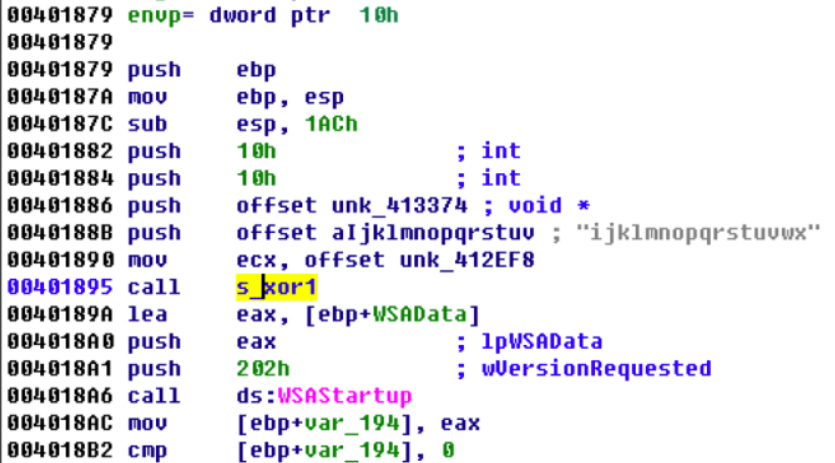 00401879 envp= dword ptr  10h
00401879
00401879 push    ebp
0040187A mov     ebp, esp
0040187C sub     esp, 1ACh
00401882 push    10h             ; int
00401884 push    10h             ; int
00401886 push    offset unk_413374 ; void *
0040188B push    offset aIjklmnopqrstuv ; "ijklmnopqrstuvwx"
00401890 mov     ecx, offset unk_412EF8
00401895 call    s_xor1
0040189A lea     eax, [ebp+WSAData]
004018A0 push    eax             ; lpWSAData
004018A1 push    202h            ; wVersionRequested
004018A6 call    ds:WSAStartup
004018AC mov     [ebp+var_194], eax
004018B2 cmp     [ebp+var_194], 0